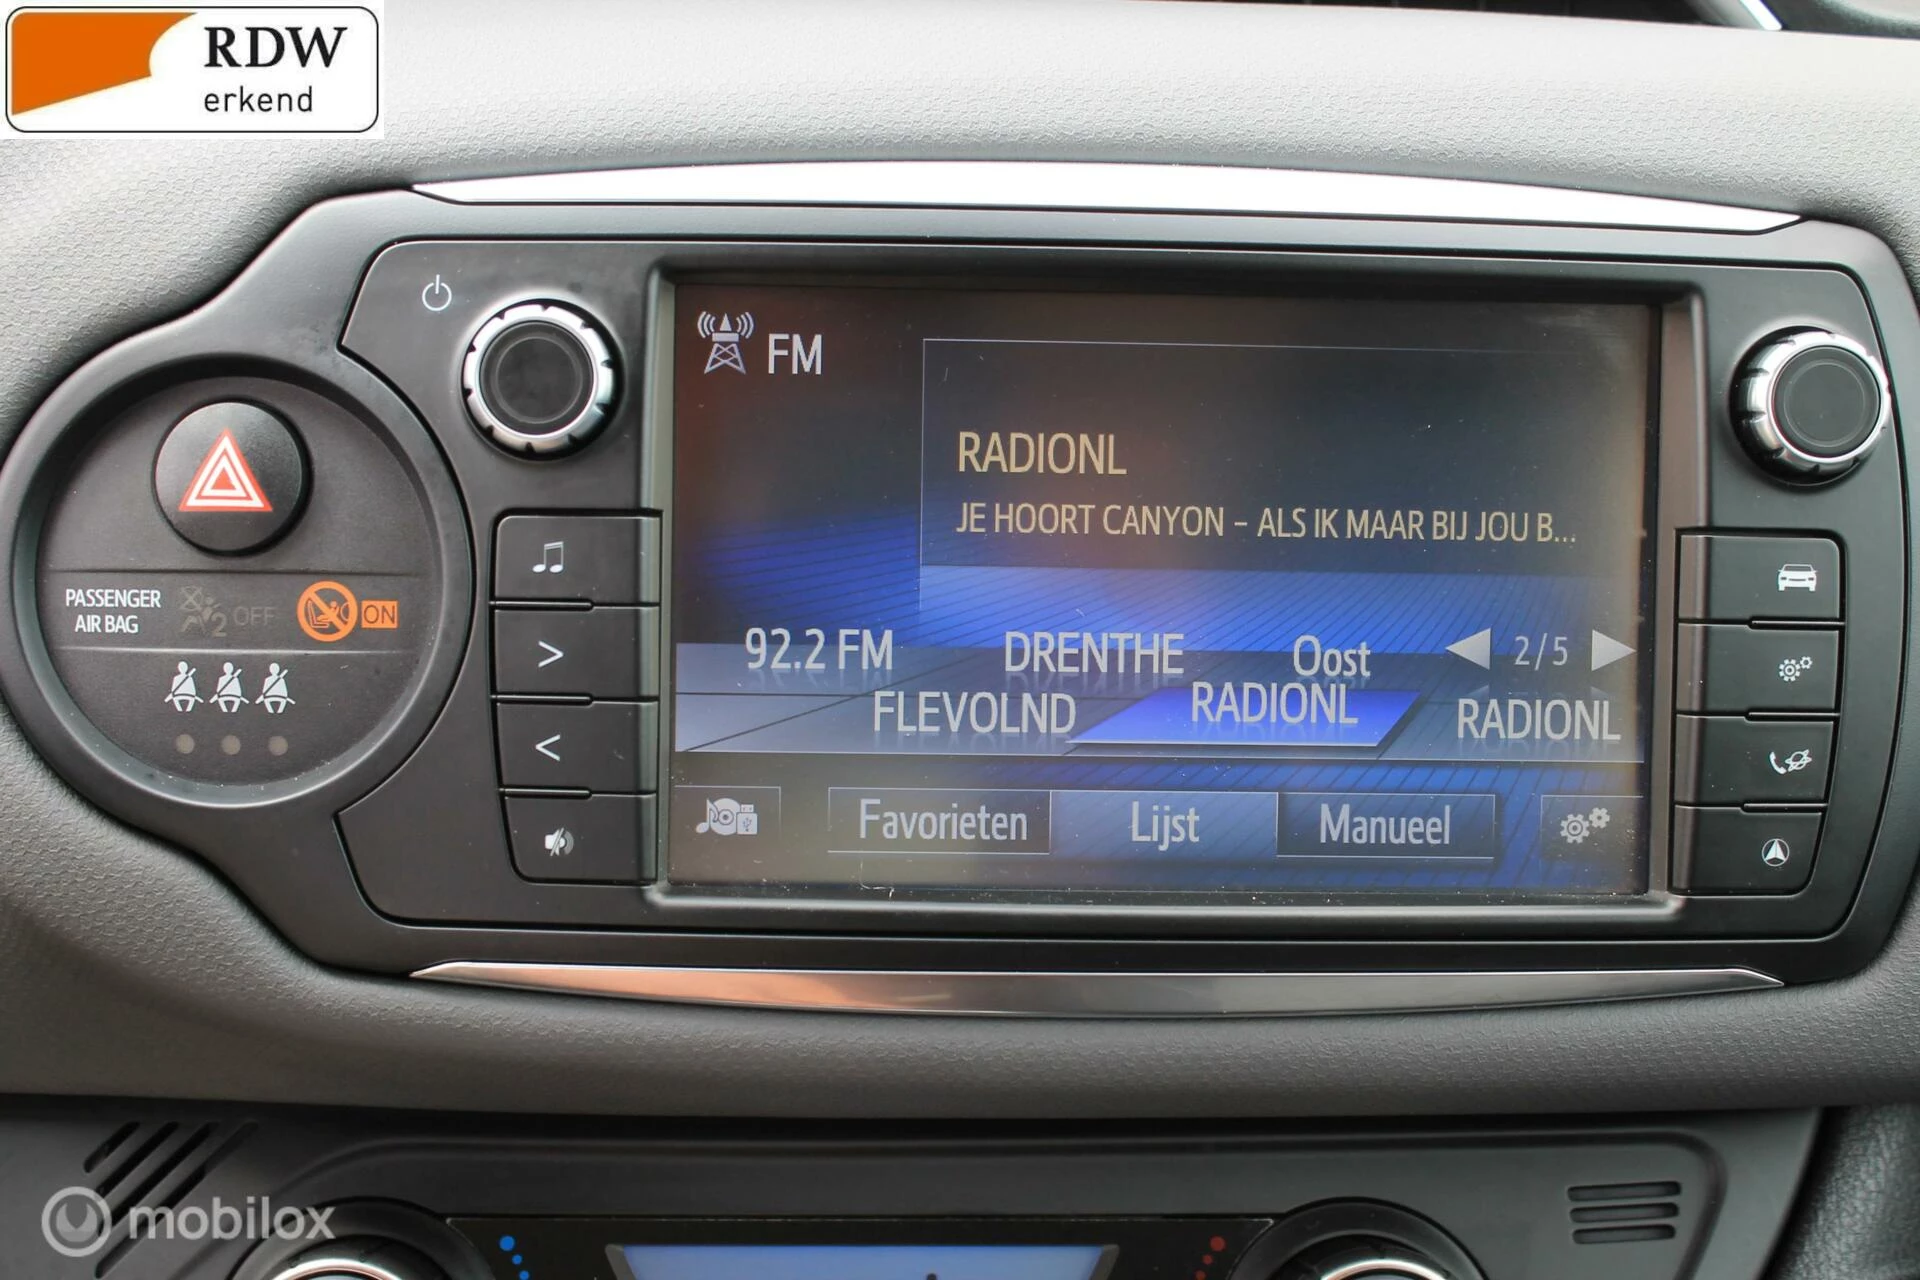 RDW
erkend
FM
RADIONL
JE HOORT CANYON - ALS IK MAAR BIJ JOU B...
PASSENGER
AIR BAG
2 OFF
ON
92.2 FM DRENTHE Oost 2/5
FLEVOLND RADIONL RADIONL
Favorieten Lijst Manueel
mobilox